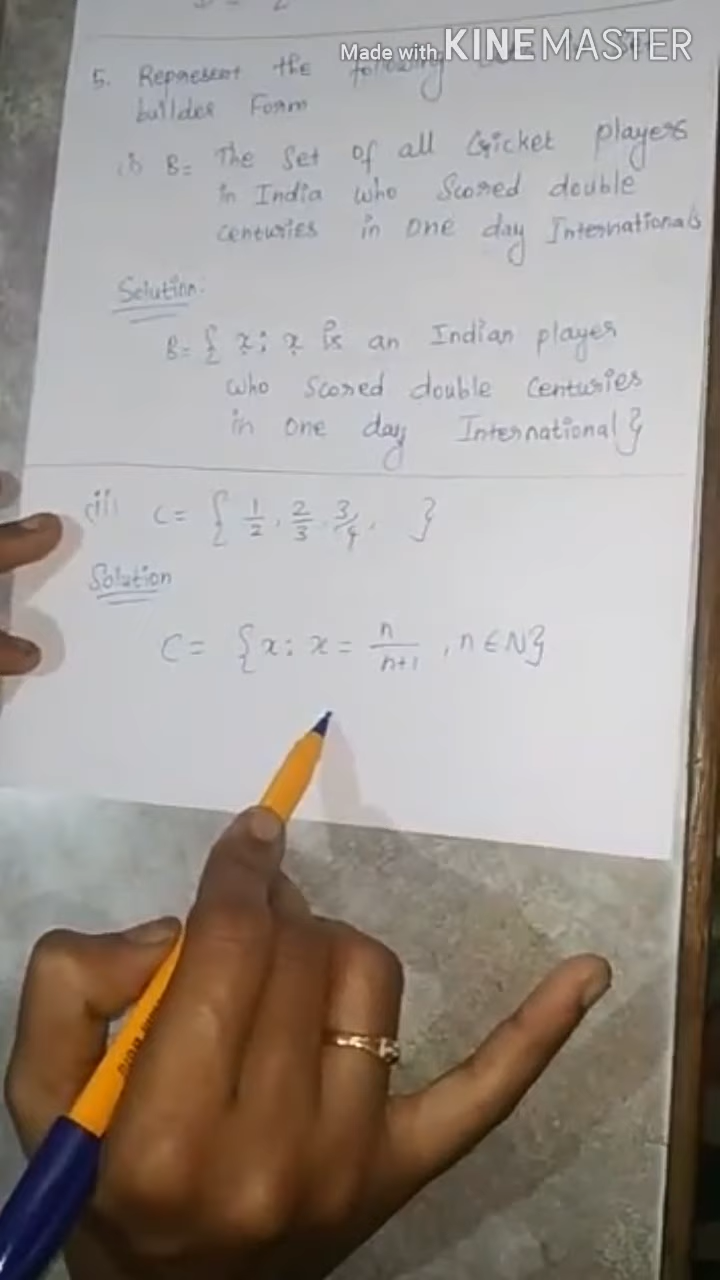 Made with KINEMASTER
5. Represent the following
builder Form
(i) B= The Set of all Cricket players
in India who Scored double
centuries in one day Internationals
Solution:
B= { x: x is an Indian player
who Scored double Centuries
in one day International}
(ii) C= { 1/2, 2/3, 3/4, }
Solution
C= {x: x = n/n+1, n∈N}